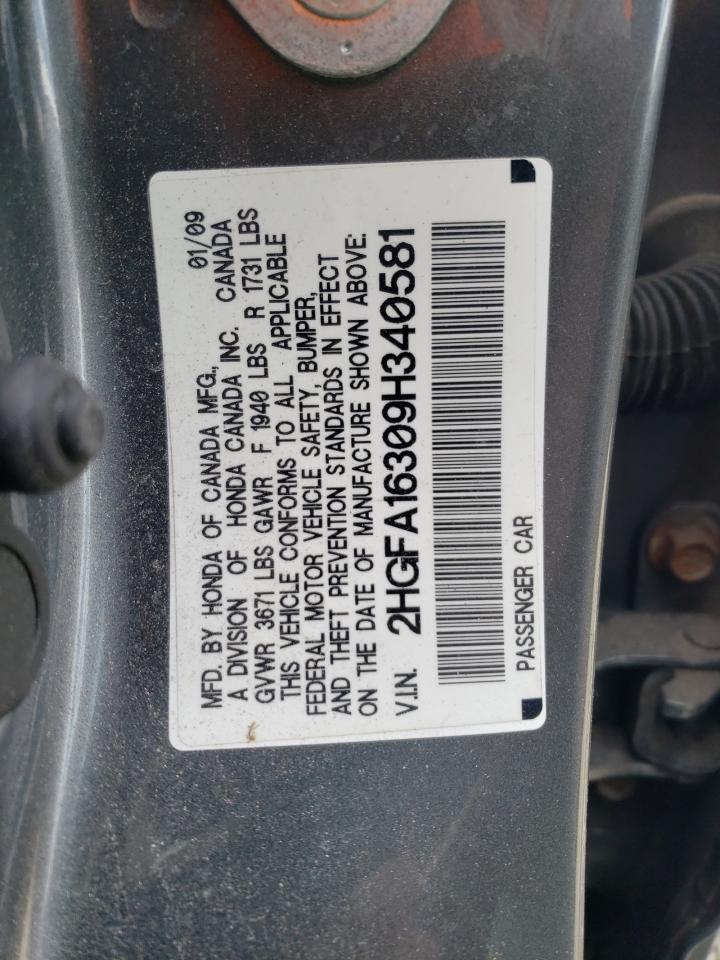 MFD. BY HONDA OF CANADA MFG., 01/09
A DIVISION OF HONDA CANADA INC. CANADA
GVWR 3671 LBS GAWR F 1940 LBS R 1731 LBS
THIS VEHICLE CONFORMS TO ALL APPLICABLE
FEDERAL MOTOR VEHICLE SAFETY, BUMPER,
AND THEFT PREVENTION STANDARDS IN EFFECT
ON THE DATE OF MANUFACTURE SHOWN ABOVE:
V.I.N. 2HGFA16309H340581
PASSENGER CAR